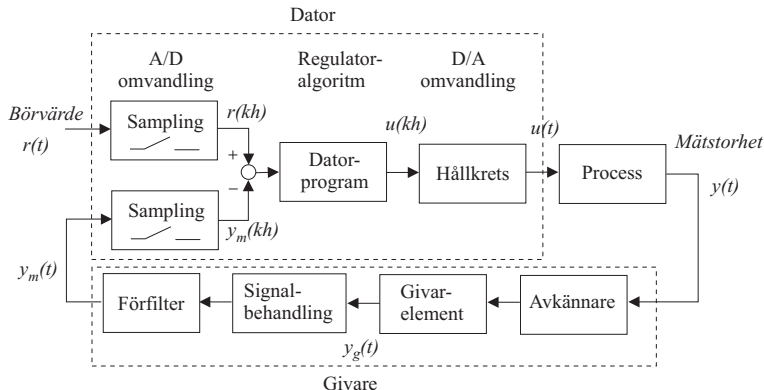 Dator
A/D
omvandling
Regulator-
algoritm
D/A
omvandling
Börvärde
r(t)
Sampling
r(kh)
+
−
Dator-
program
u(kh)
Hållkrets
u(t)
Process
Mätstorhet
y(t)
Sampling
y_m(kh)
y_m(t)
Förfilter
Signal-
behandling
Givar-
element
Avkännare
y_g(t)
Givare